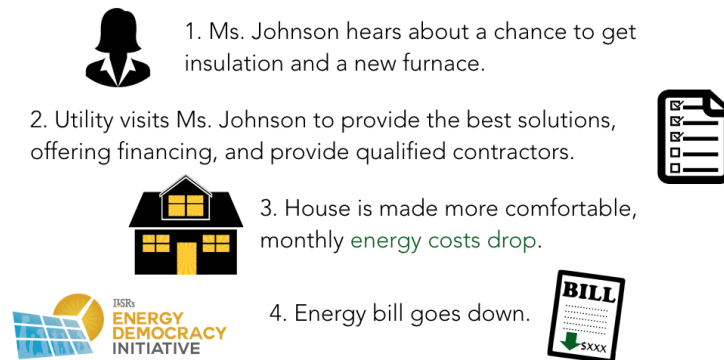 1. Ms. Johnson hears about a chance to get
insulation and a new furnace.
2. Utility visits Ms. Johnson to provide the best solutions,
offering financing, and provide qualified contractors.
3. House is made more comfortable,
monthly energy costs drop.
4. Energy bill goes down.
BILL
$XXX
ILSRs
ENERGY
DEMOCRACY
INITIATIVE